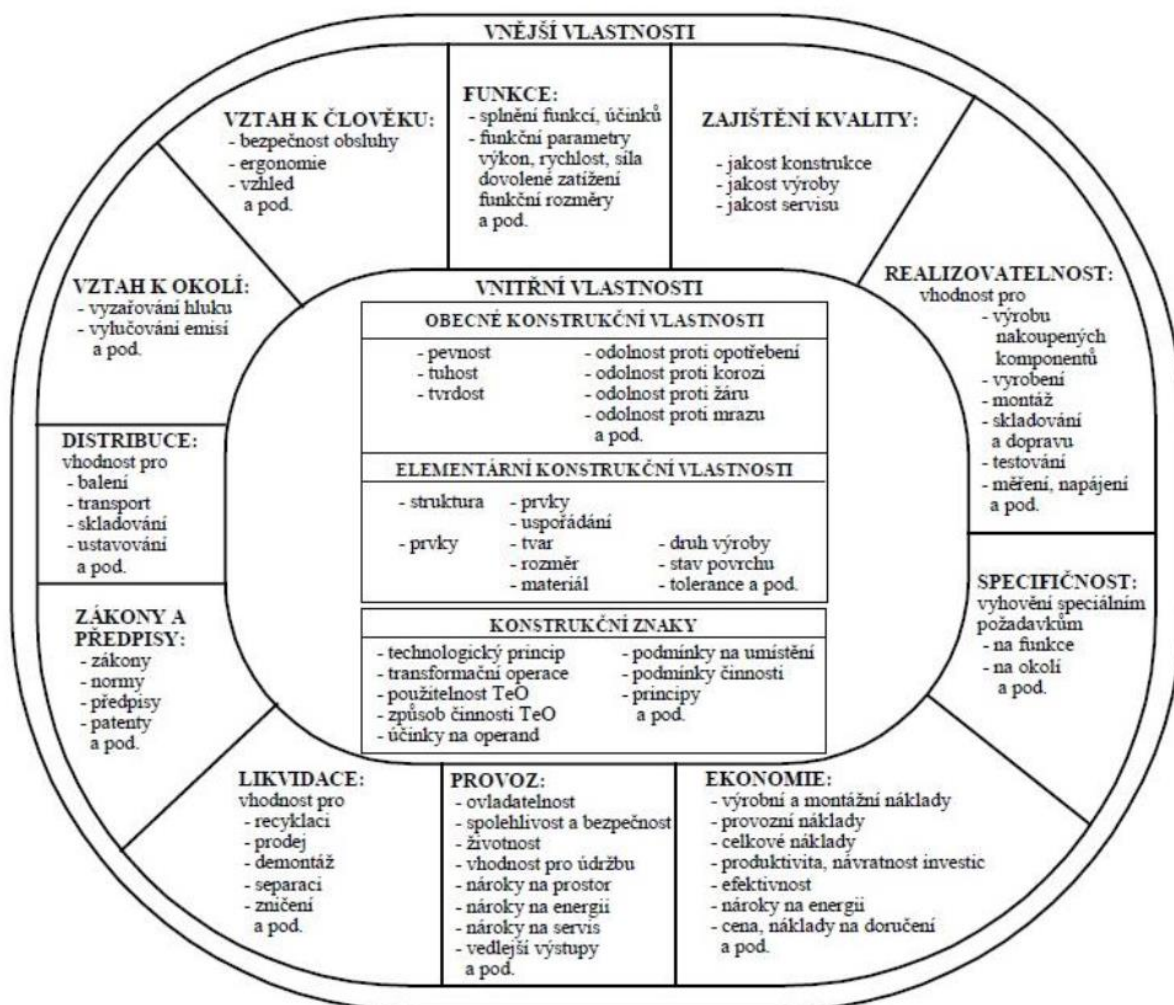 VNĚJŠÍ VLASTNOSTI
VZTAH K ČLOVĚKU:
- bezpečnost obsluhy
- ergonomie
- vzhled
a pod.
FUNKCE:
- splnění funkcí, účinků
- funkční parametry
výkon, rychlost, síla
dovolené zatížení
funkční rozměry
a pod.
ZAJIŠTĚNÍ KVALITY:
- jakost konstrukce
- jakost výroby
- jakost servisu
REALIZOVATELNOST:
vhodnost pro
- výrobu
nakoupených
komponentů
- vyrobení
- montáž
- skladování
a dopravu
- testování
- měření, napájení
a pod.
SPECIFIČNOST:
vyhovění speciálním
požadavkům
- na funkce
- na okolí
a pod.
EKONOMIE:
- výrobní a montážní náklady
- provozní náklady
- celkové náklady
- produktivita, návratnost investic
- efektivnost
- nároky na energii
- cena, náklady na doručení
a pod.
PROVOZ:
- ovladatelnost
- spolehlivost a bezpečnost
- životnost
- vhodnost pro údržbu
- nároky na prostor
- nároky na energii
- nároky na servis
- vedlejší výstupy
a pod.
LIKVIDACE:
vhodnost pro
- recyklaci
- prodej
- demontáž
- separaci
- zničení
a pod.
ZÁKONY A
PŘEDPISY:
- zákony
- normy
- předpisy
- patenty
a pod.
DISTRIBUCE:
vhodnost pro
- balení
- transport
- skladování
- ustavování
a pod.
VZTAH K OKOLÍ:
- vyzařování hluku
- vylučování emisí
a pod.
VNITŘNÍ VLASTNOSTI
OBECNÉ KONSTRUKČNÍ VLASTNOSTI
- pevnost - odolnost proti opotřebení
- tuhost - odolnost proti korozi
- tvrdost - odolnost proti žáru
- odolnost proti mrazu
a pod.
ELEMENTÁRNÍ KONSTRUKČNÍ VLASTNOSTI
- struktura - prvky
- uspořádání
- prvky - tvar - druh výroby
- rozměr - stav povrchu
- materiál - tolerance a pod.
KONSTRUKČNÍ ZNAKY
- technologický princip - podmínky na umístění
- transformační operace - podmínky činnosti
- použitelnost TeO - principy
- způsob činnosti TeO a pod.
- účinky na operand